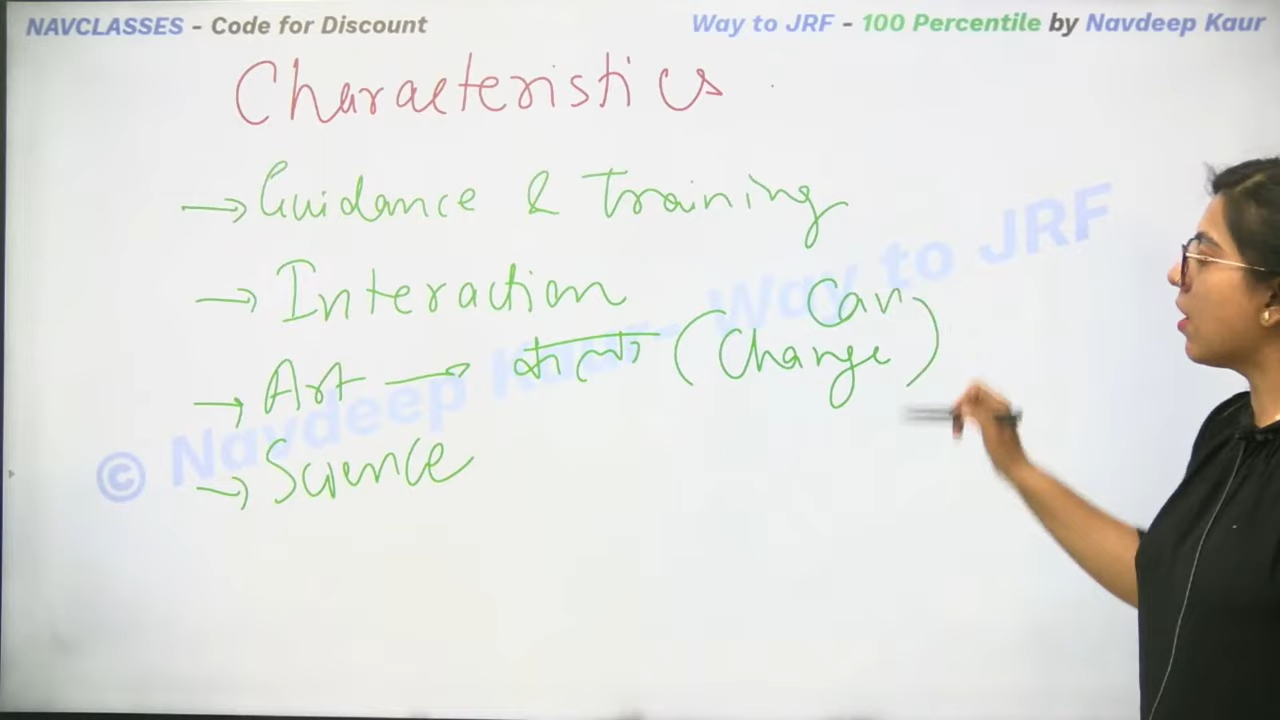 NAVCLASSES - Code for Discount
Way to JRF - 100 Percentile by Navdeep Kaur
Characteristics
→ Guidance & Training
→ Interaction
→ Art → (Can Change)
→ Science
© Navdeep Kaur - Way to JRF